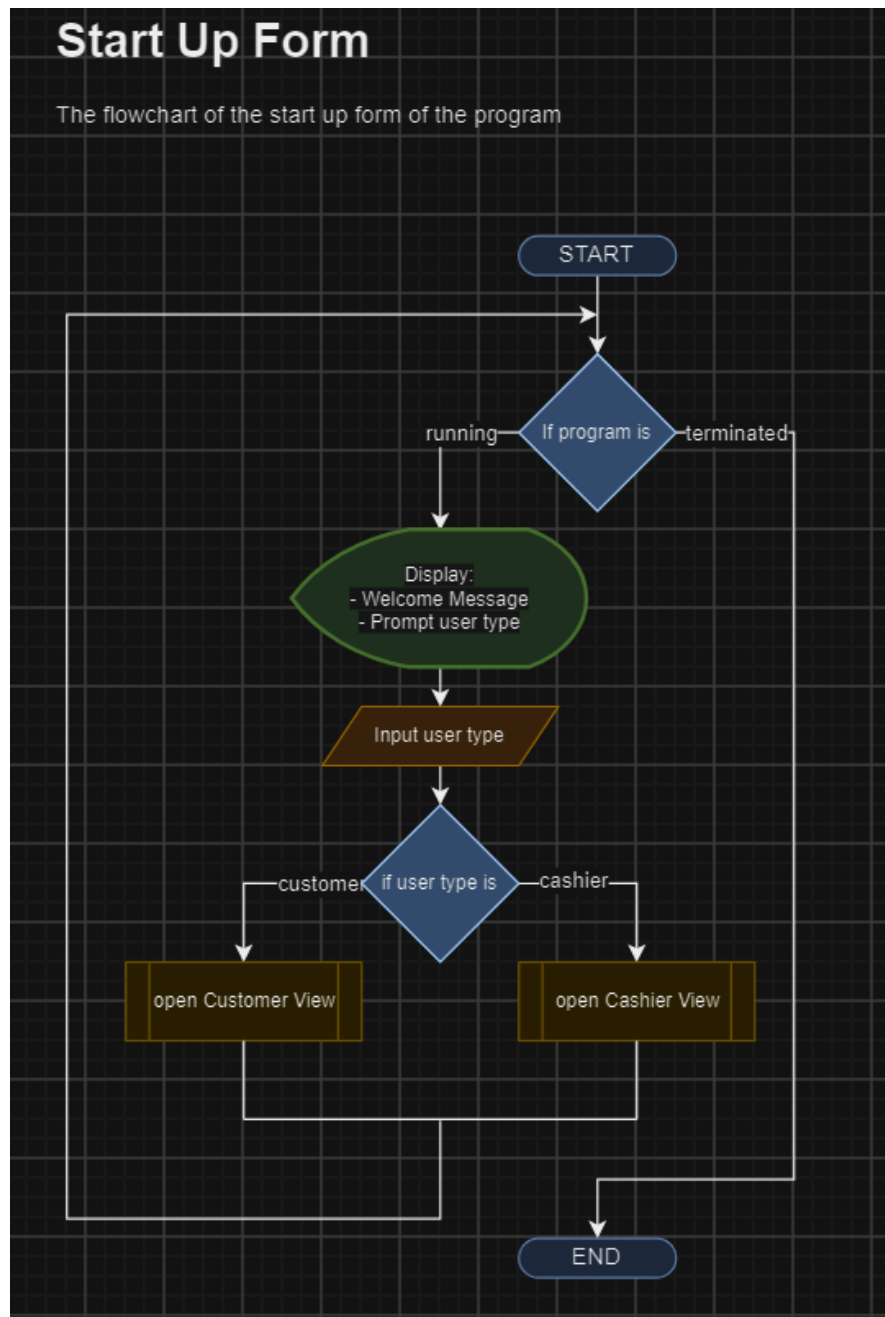 Start Up Form
The flowchart of the start up form of the program
START
running
If program is
terminated
Display:
- Welcome Message
- Prompt user type
Input user type
customer
if user type is
cashier
open Customer View
open Cashier View
END